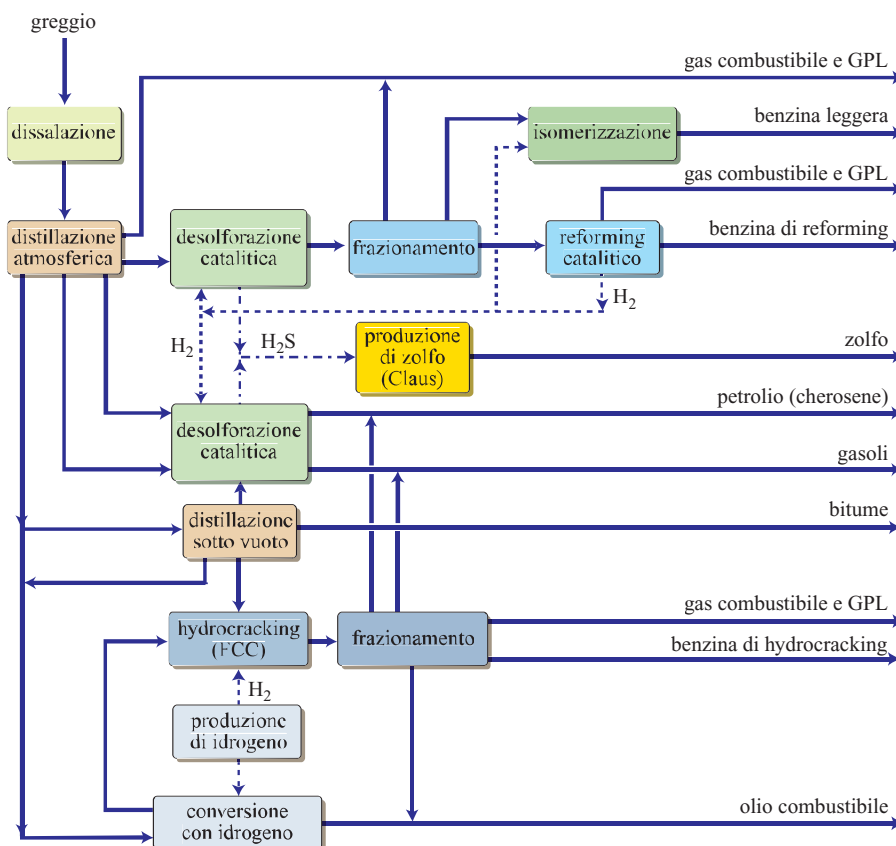 greggio
gas combustibile e GPL
dissalazione
isomerizzazione
benzina leggera
gas combustibile e GPL
distillazione
atmosferica
desolforazione
catalitica
frazionamento
reforming
catalitico
benzina di reforming
H2
H2
H2S
produzione
di zolfo
(Claus)
zolfo
petrolio (cherosene)
desolforazione
catalitica
gasoli
distillazione
sotto vuoto
bitume
gas combustibile e GPL
hydrocracking
(FCC)
frazionamento
benzina di hydrocracking
H2
produzione
di idrogeno
conversione
con idrogeno
olio combustibile